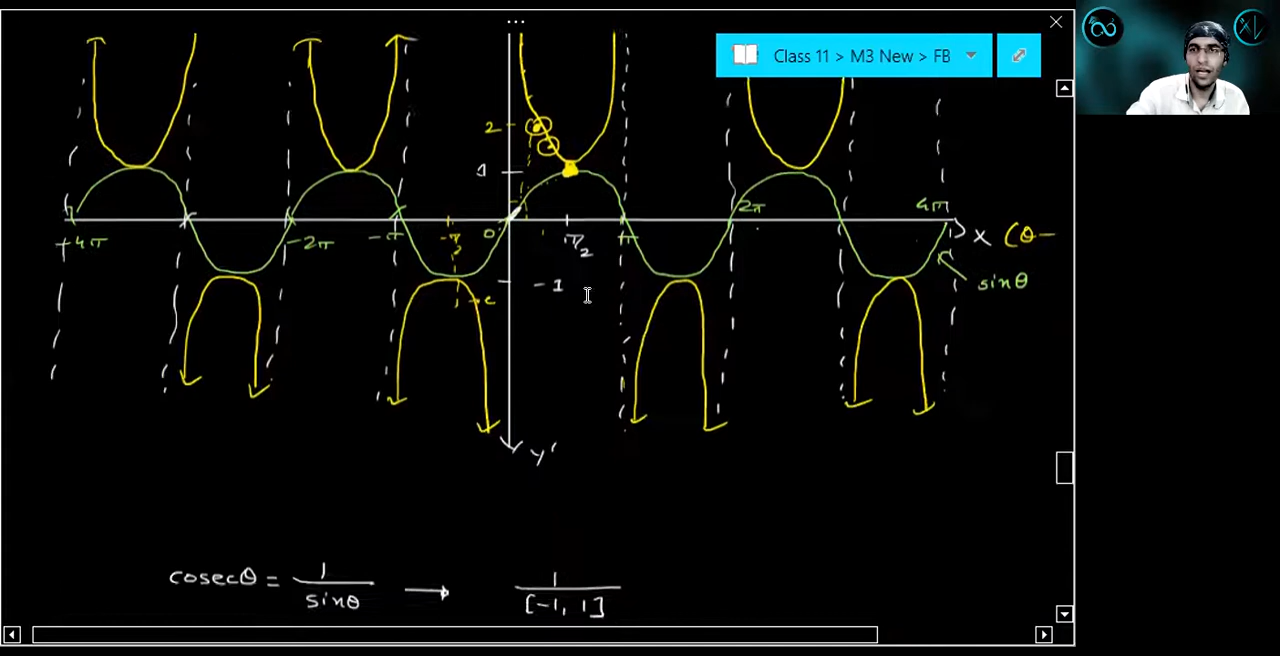 Class 11 > M3 New > FB
2
1
2π
4π
-4π
-2π
-π
-π/2
0
π/2
π
X (θ-
-1
sinθ
Y'
cosecθ = 1/sinθ → 1/[-1, 1]